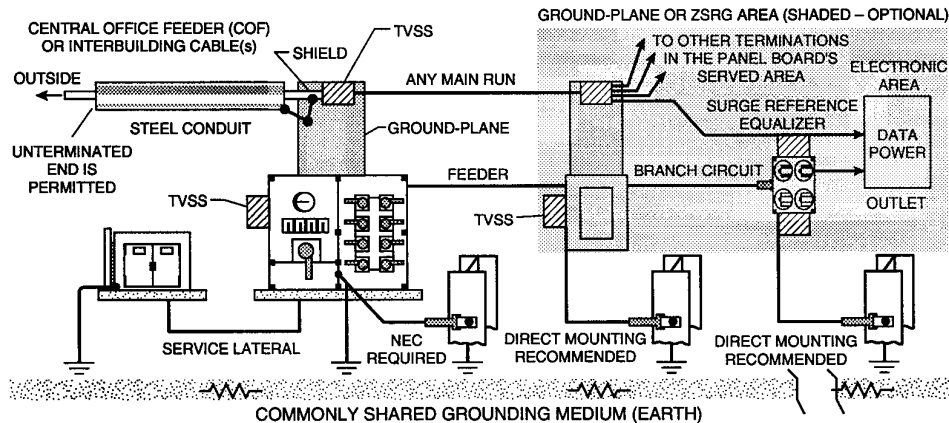 GROUND-PLANE OR ZSRG AREA (SHADED – OPTIONAL)
CENTRAL OFFICE FEEDER (COF)
OR INTERBUILDING CABLE(s)
TVSS
SHIELD
TO OTHER TERMINATIONS
IN THE PANEL BOARD'S
SERVED AREA
ELECTRONIC
AREA
OUTSIDE
ANY MAIN RUN
SURGE REFERENCE
EQUALIZER
STEEL CONDUIT
GROUND-PLANE
DATA
POWER
UNTERMINATED
END IS
PERMITTED
FEEDER
BRANCH CIRCUIT
TVSS
TVSS
OUTLET
SERVICE LATERAL
NEC
REQUIRED
DIRECT MOUNTING
RECOMMENDED
DIRECT MOUNTING
RECOMMENDED
COMMONLY SHARED GROUNDING MEDIUM (EARTH)